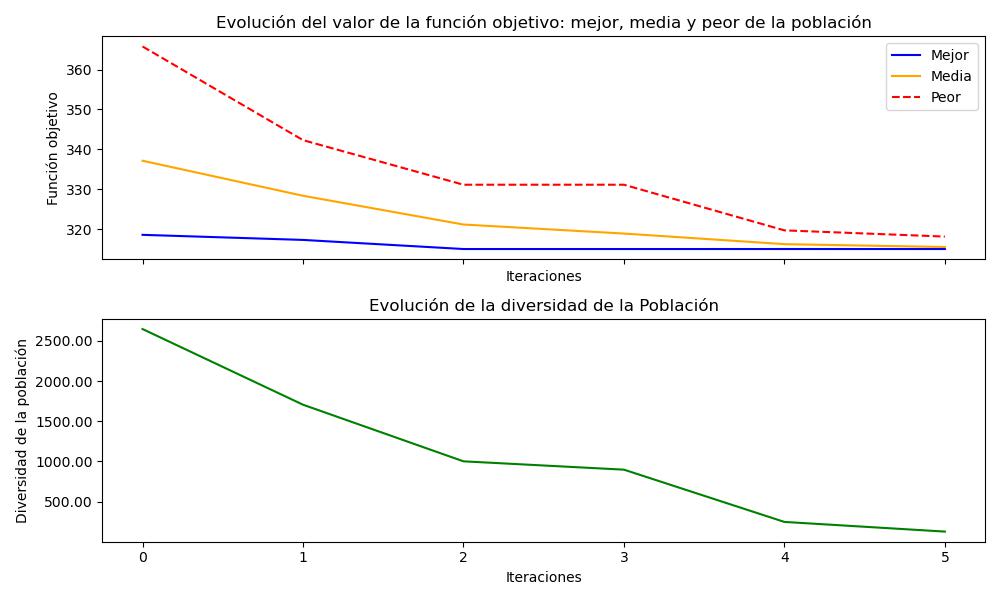 Evolución del valor de la función objetivo: mejor, media y peor de la población
Función objetivo
360
350
340
330
320
Mejor
Media
Peor
Iteraciones
Evolución de la diversidad de la Población
Diversidad de la población
2500.00
2000.00
1500.00
1000.00
500.00
0 1 2 3 4 5
Iteraciones